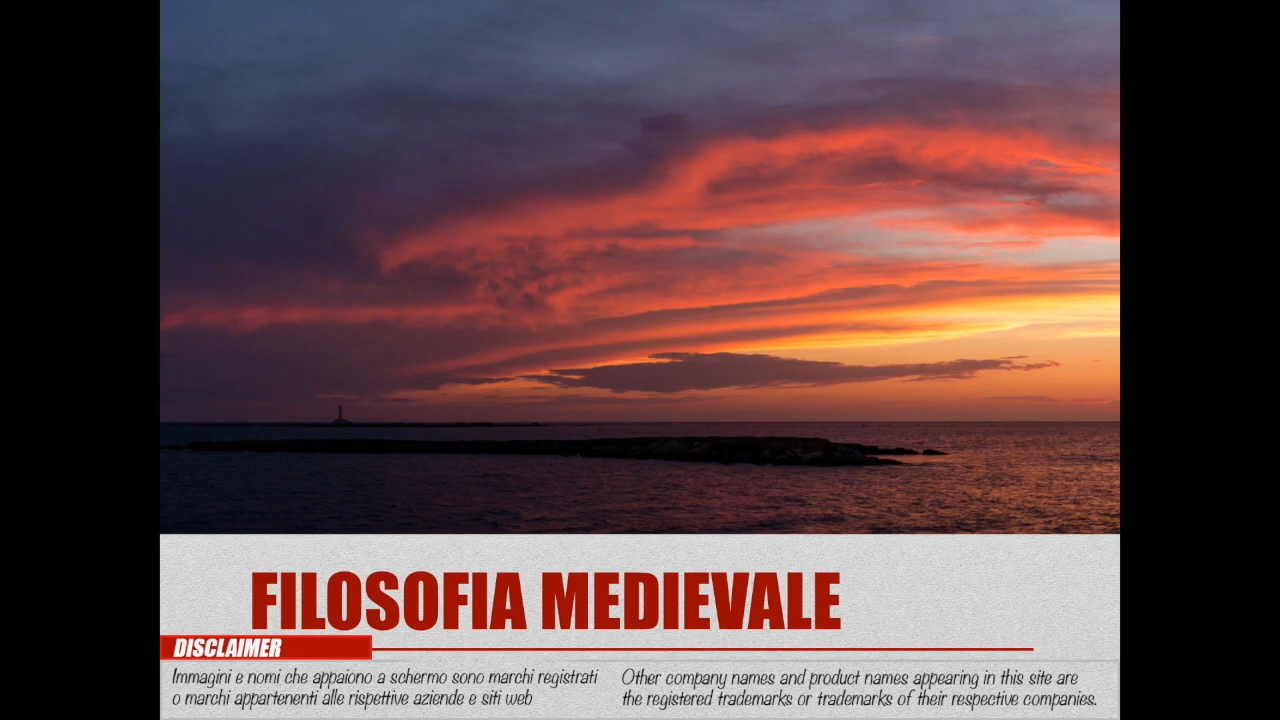 FILOSOFIA MEDIEVALE
DISCLAIMER
Immagini e nomi che appaiono a schermo sono marchi registrati
o marchi appartenenti alle rispettive aziende e siti web
Other company names and product names appearing in this site are
the registered trademarks or trademarks of their respective companies.